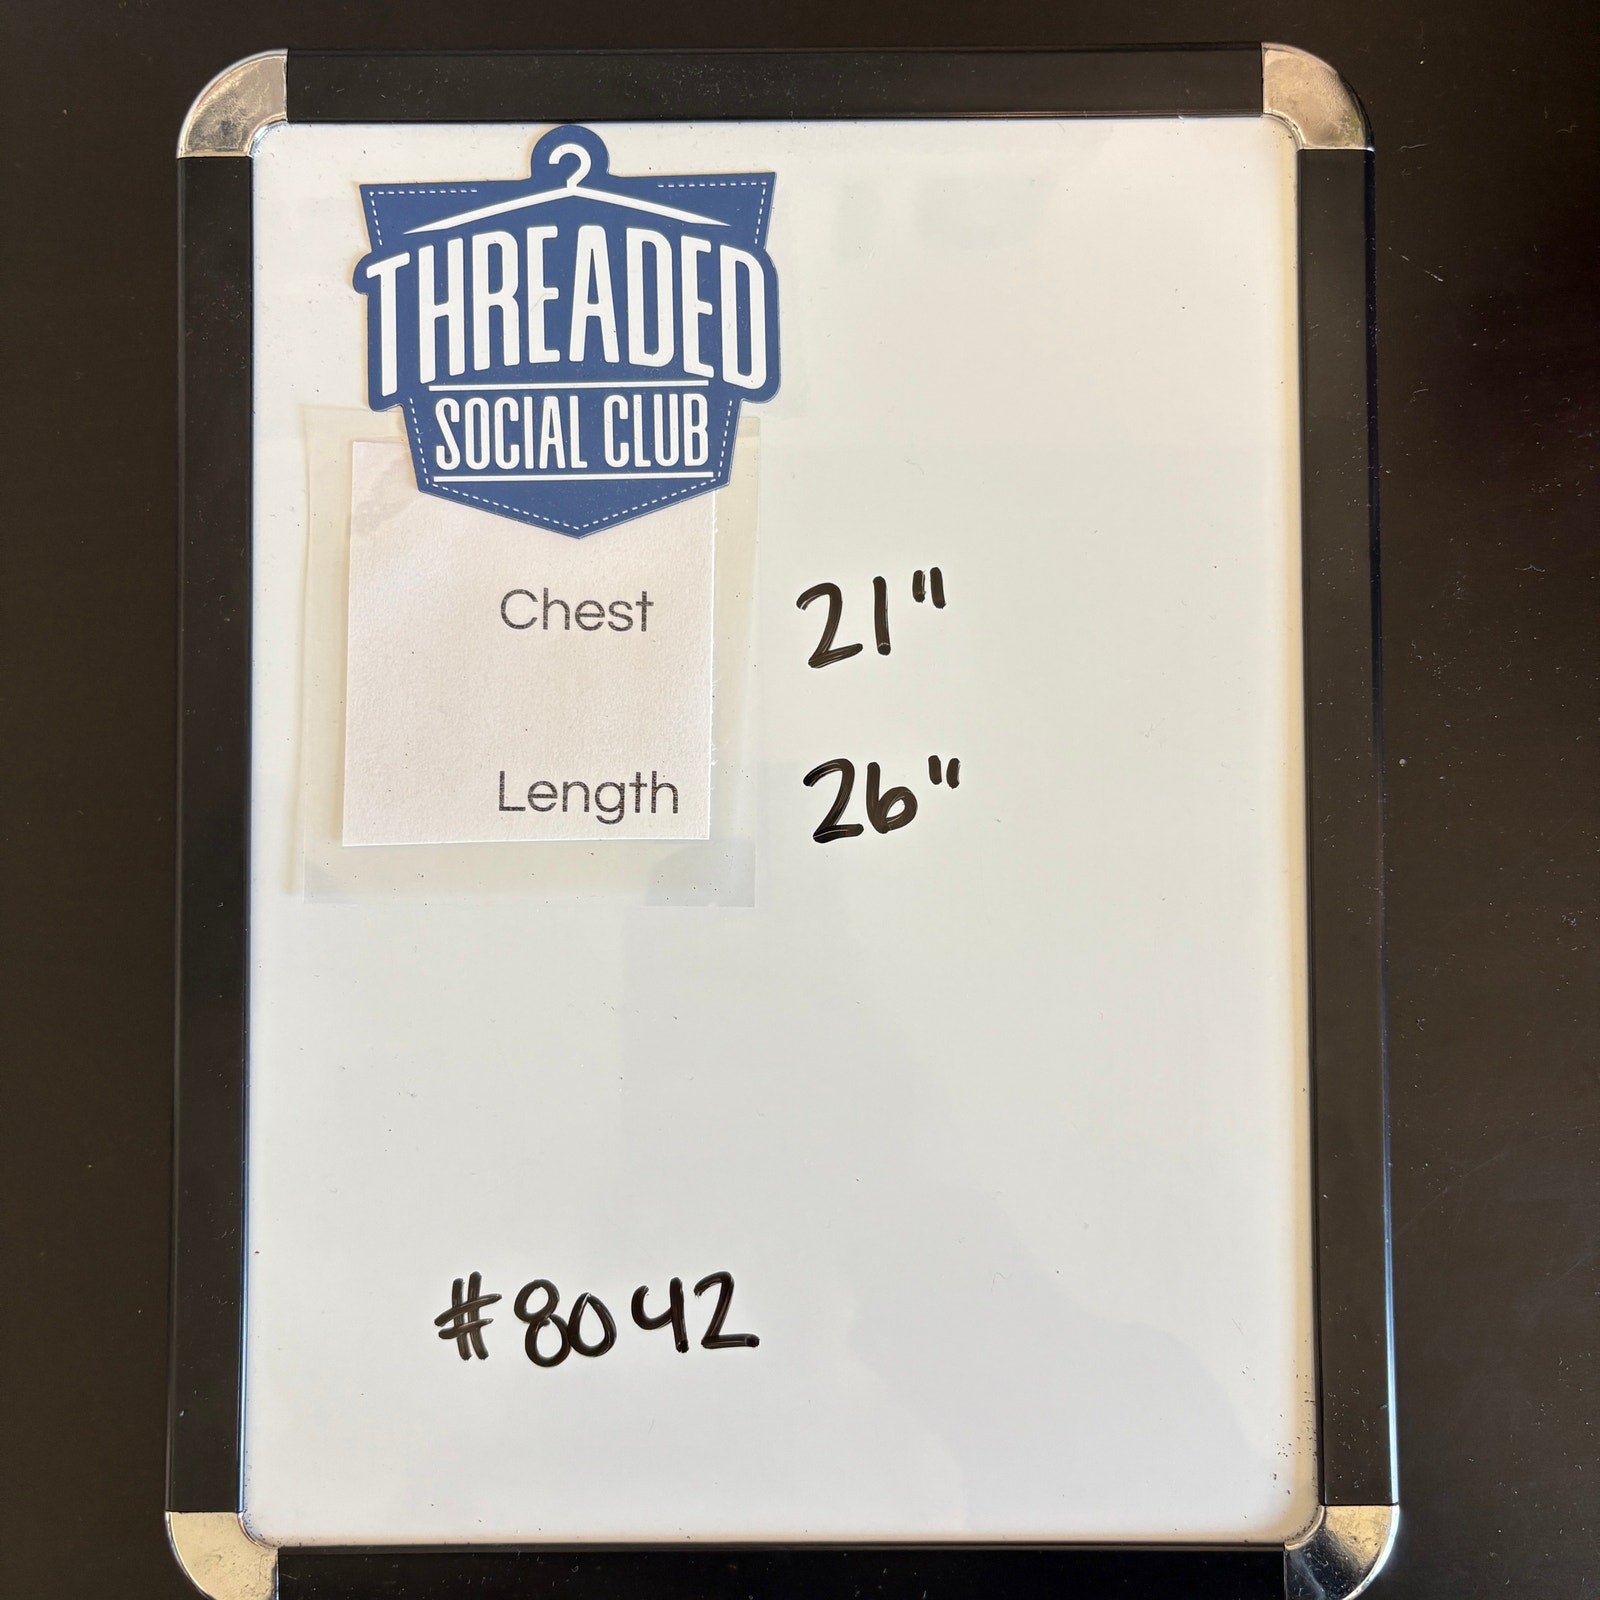 THREADED
SOCIAL CLUB
Chest 21"
Length 26"
#8042